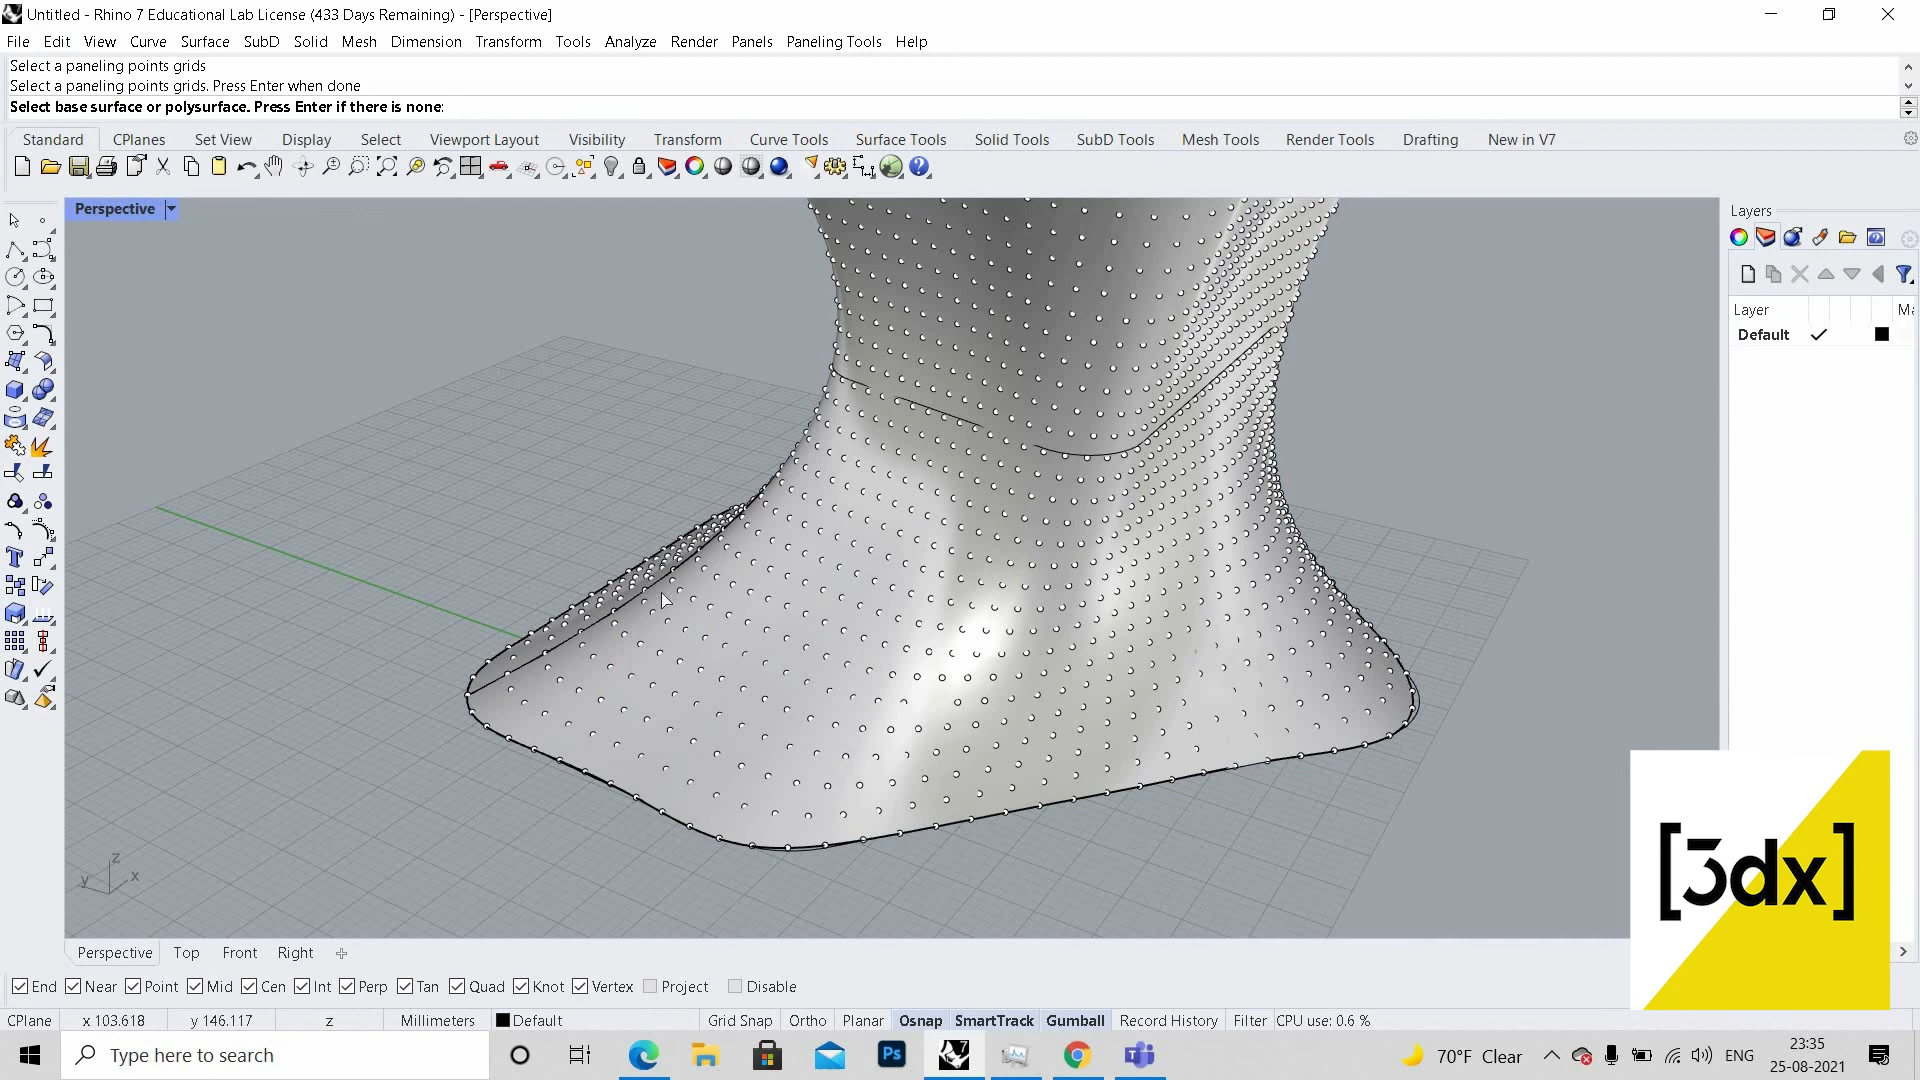 Untitled - Rhino 7 Educational Lab License (433 Days Remaining) - [Perspective]
File Edit View Curve Surface SubD Solid Mesh Dimension Transform Tools Analyze Render Panels Paneling Tools Help
Select a paneling points grids
Select a paneling points grids. Press Enter when done
Select base surface or polysurface. Press Enter if there is none:
Standard CPlanes Set View Display Select Viewport Layout Visibility Transform Curve Tools Surface Tools Solid Tools SubD Tools Mesh Tools Render Tools Drafting New in V7
Perspective
Layers
Layer
Default
z
y x
[3dx]
Perspective Top Front Right
End Near Point Mid Cen Int Perp Tan Quad Knot Vertex Project Disable
CPlane x 103.618 y 146.117 z Millimeters Default Grid Snap Ortho Planar Osnap SmartTrack Gumball Record History Filter CPU use: 0.6 %
Type here to search
Ps
70°F Clear
ENG
23:35
25-08-2021